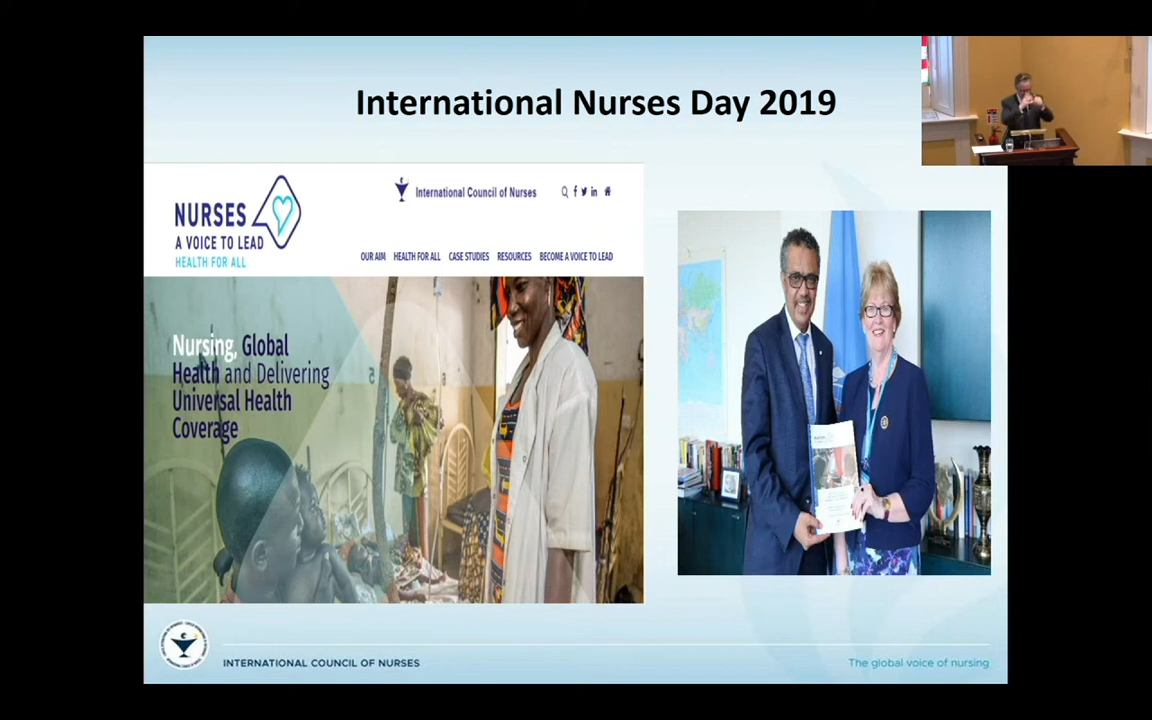 International Nurses Day 2019
NURSES
A VOICE TO LEAD
HEALTH FOR ALL
International Council of Nurses
OUR AIM HEALTH FOR ALL CASE STUDIES RESOURCES BECOME A VOICE TO LEAD
Nursing, Global
Health and Delivering
Universal Health
Coverage
INTERNATIONAL COUNCIL OF NURSES
The global voice of nursing